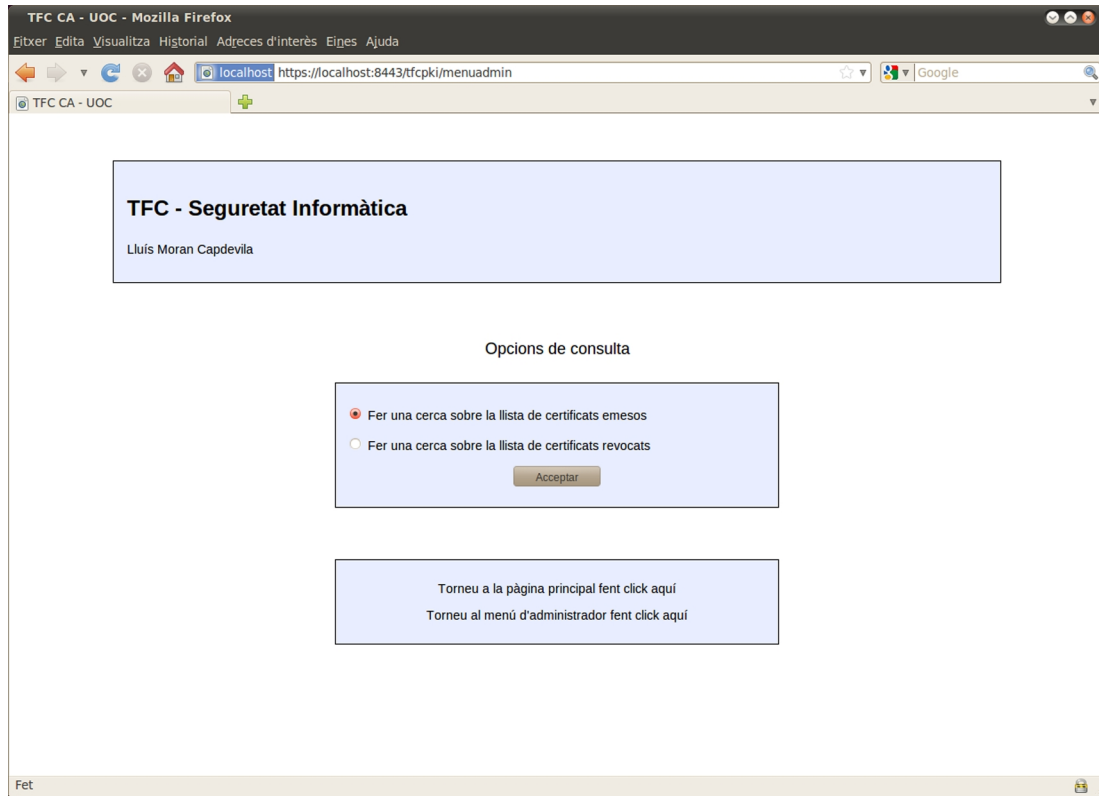 TFC CA - UOC - Mozilla Firefox
Fitxer Edita Visualitza Historial Adreces d'interès Eines Ajuda
localhost https://localhost:8443/tfcpki/menuadmin Google
TFC CA - UOC
TFC - Seguretat Informàtica
Lluís Moran Capdevila
Opcions de consulta
Fer una cerca sobre la llista de certificats emesos
Fer una cerca sobre la llista de certificats revocats
Acceptar
Torneu a la pàgina principal fent click aquí
Torneu al menú d'administrador fent click aquí
Fet